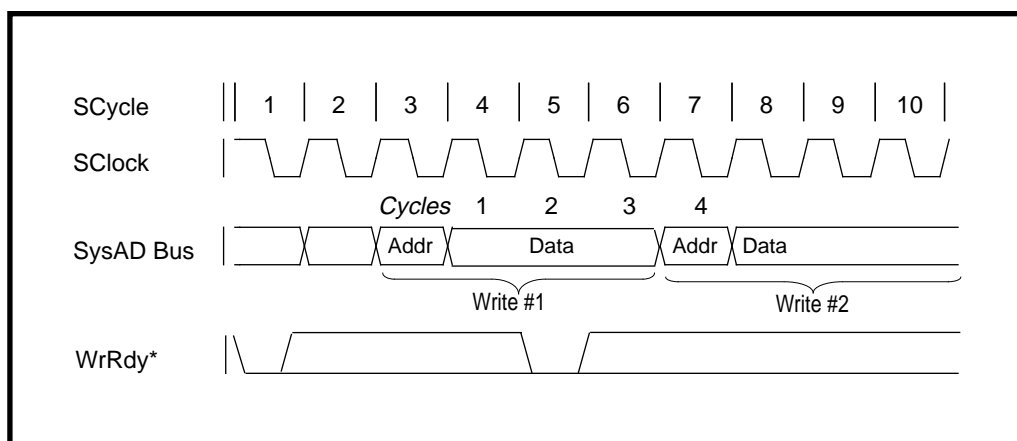 SCycle 1 2 3 4 5 6 7 8 9 10
SClock
Cycles 1 2 3 4
SysAD Bus Addr Data Addr Data
Write #1 Write #2
WrRdy*